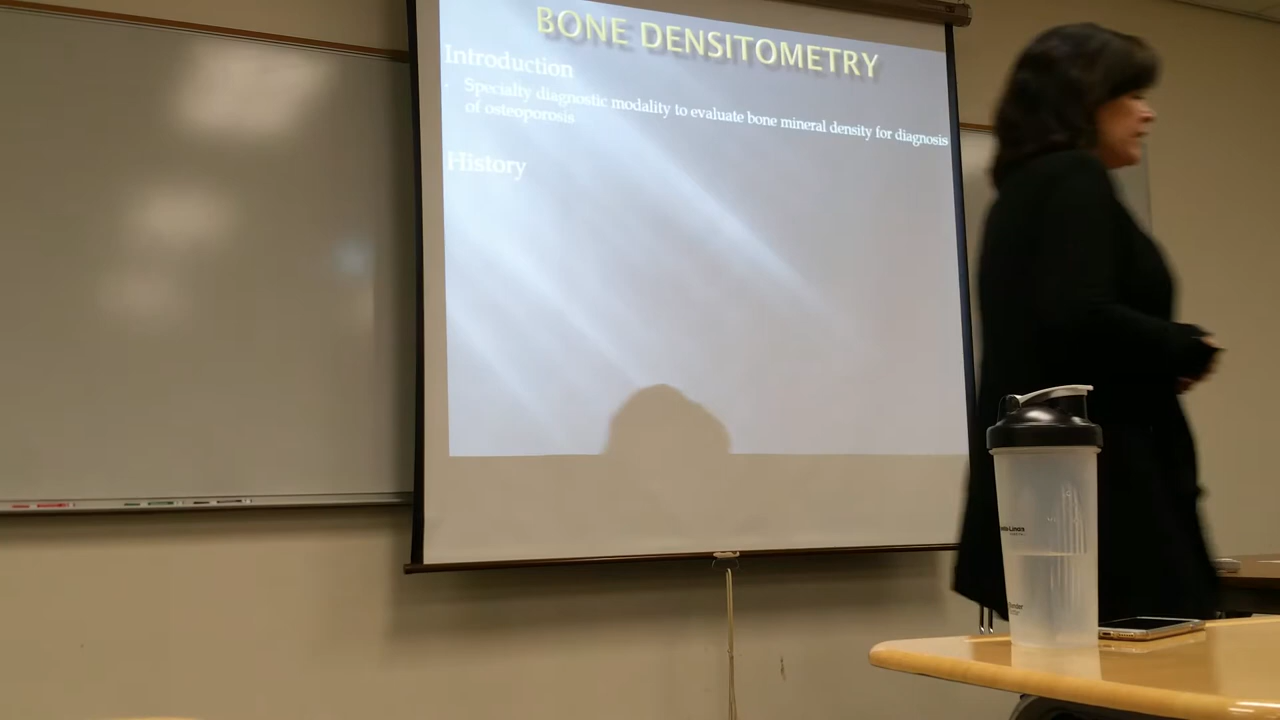 BONE DENSITOMETRY
Introduction
Specialty diagnostic modality to evaluate bone mineral density for diagnosis
of osteoporosis
History